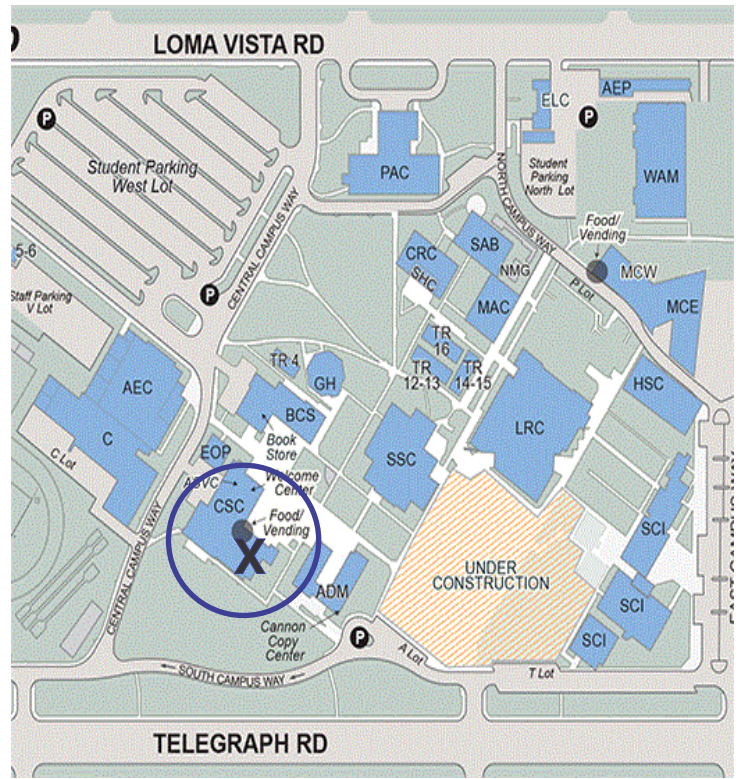 LOMA VISTA RD
P
Student Parking
West Lot
PAC
ELC
AEP
P
Student
Parking
North Lot
WAM
NORTH CAMPUS WAY
Food/
Vending
5-6
Staff Parking
V Lot
P
CENTRAL CAMPUS WAY
CRC
SHC
SAB
NMG
MAC
P Lot
MCW
MCE
AEC
C
C Lot
TR 4
GH
BCS
Book
Store
TR
16
TR
12-13
TR
14-15
SSC
LRC
HSC
EOP
ASVC
CSC
Welcome
Center
Food/
Vending
X
ADM
Cannon
Copy
Center
P
UNDER
CONSTRUCTION
SCI
SCI
SCI
EAST CAMPUS WAY
CENTRAL CAMPUS WAY
SOUTH CAMPUS WAY
A Lot
T Lot
TELEGRAPH RD